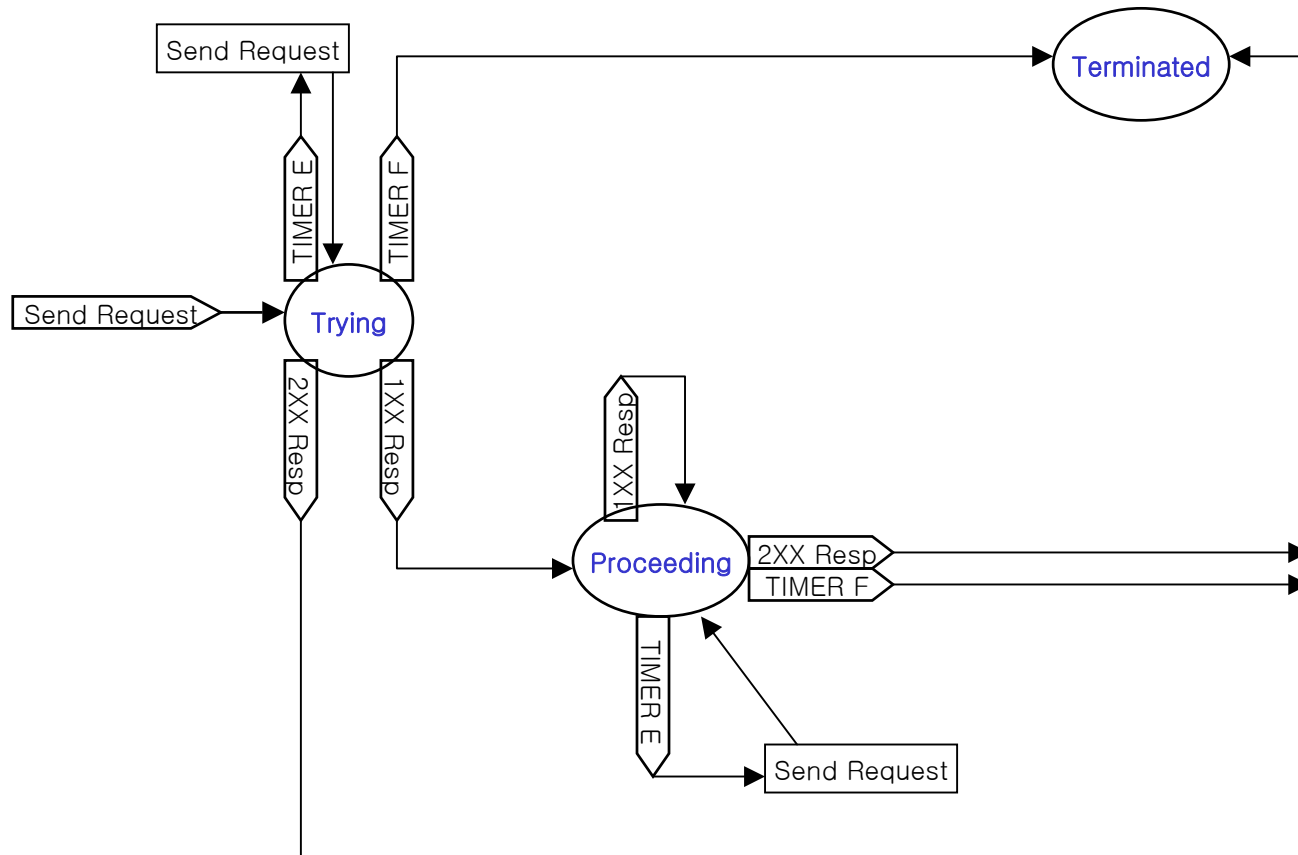 Send Request
Terminated
TIMER E
TIMER F
Send Request
Trying
2XX Resp
1XX Resp
1XX Resp
Proceeding
2XX Resp
TIMER F
TIMER E
Send Request